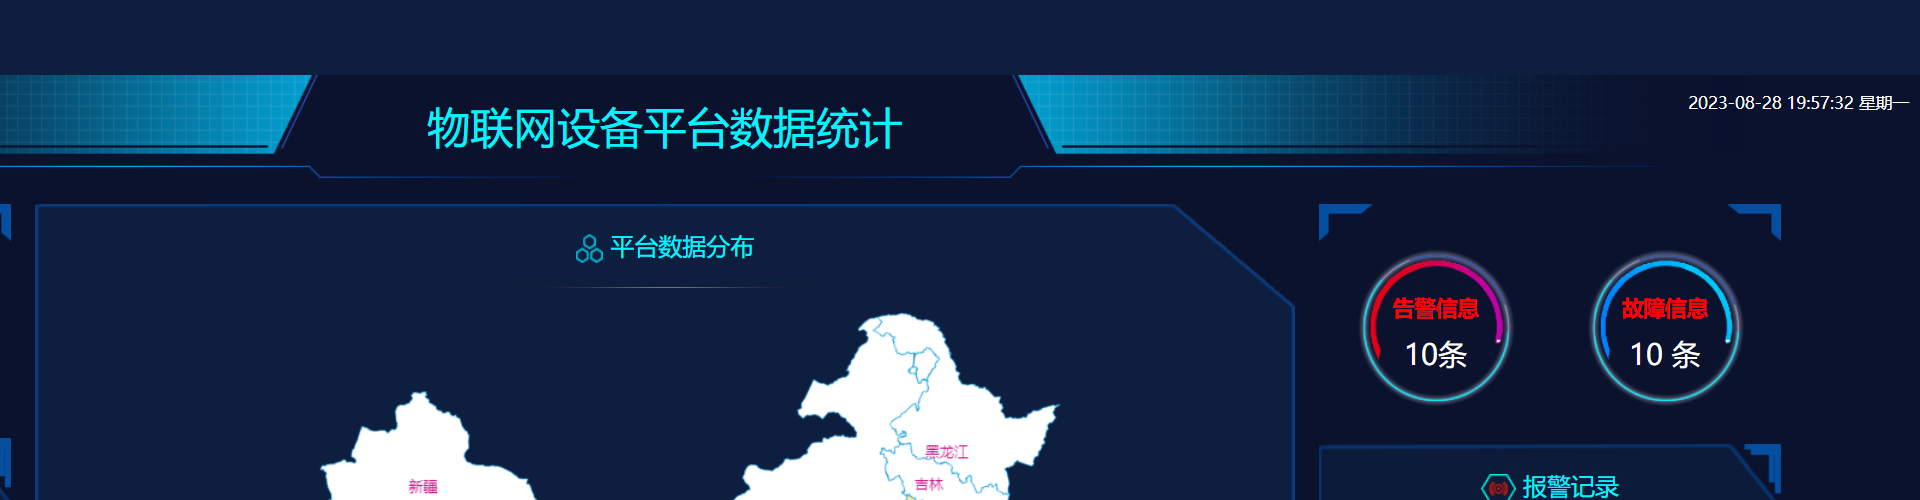 物联网设备平台数据统计
2023-08-28 19:57:32 星期一
平台数据分布
告警信息
10条
故障信息
10 条
黑龙江
吉林
新疆
报警记录